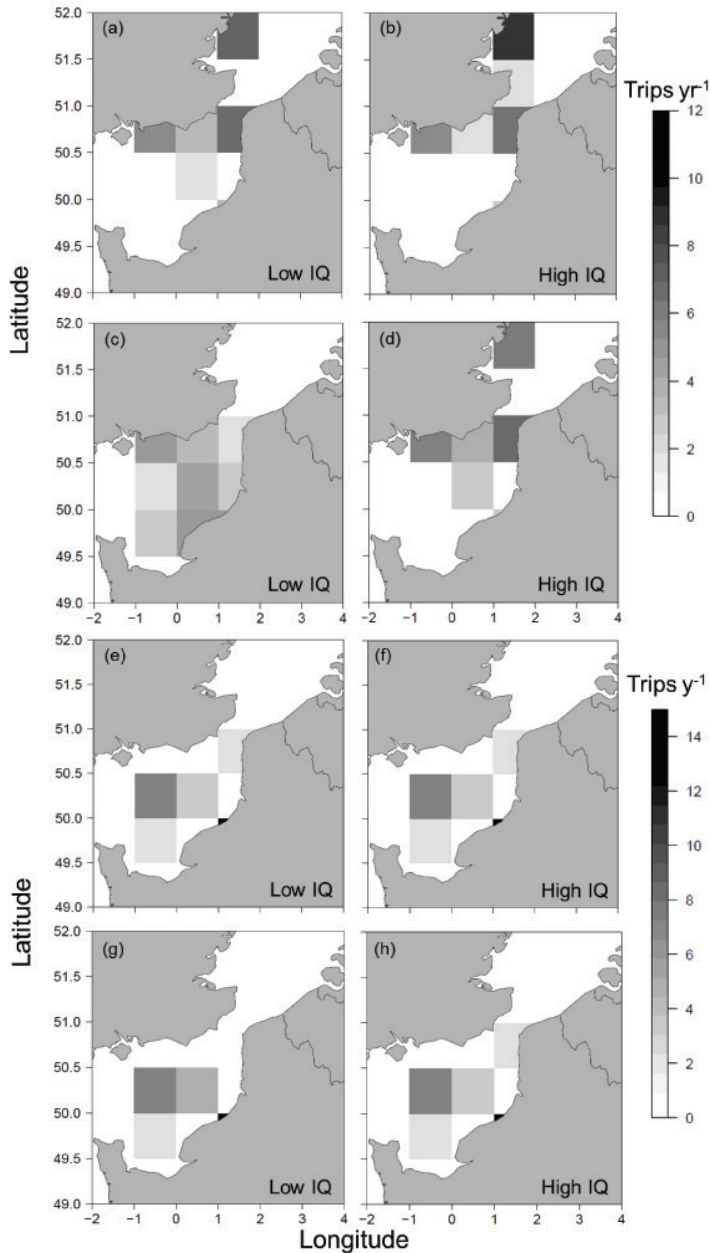 (a)
Low IQ
(b)
High IQ
52.0
51.5
51.0
50.5
50.0
49.5
49.0
Trips yr-1
12
10
8
6
4
2
0
(c)
Low IQ
(d)
High IQ
52.0
51.5
51.0
50.5
50.0
49.5
49.0
Latitude
−2 −1 0 1 2 3 4
−2 −1 0 1 2 3 4
(e)
Low IQ
(f)
High IQ
52.0
51.5
51.0
50.5
50.0
49.5
49.0
Trips y-1
14
12
10
8
6
4
2
0
(g)
Low IQ
(h)
High IQ
52.0
51.5
51.0
50.5
50.0
49.5
49.0
Latitude
−2 −1 0 1 2 3 4
−2 −1 0 1 2 3 4
Longitude